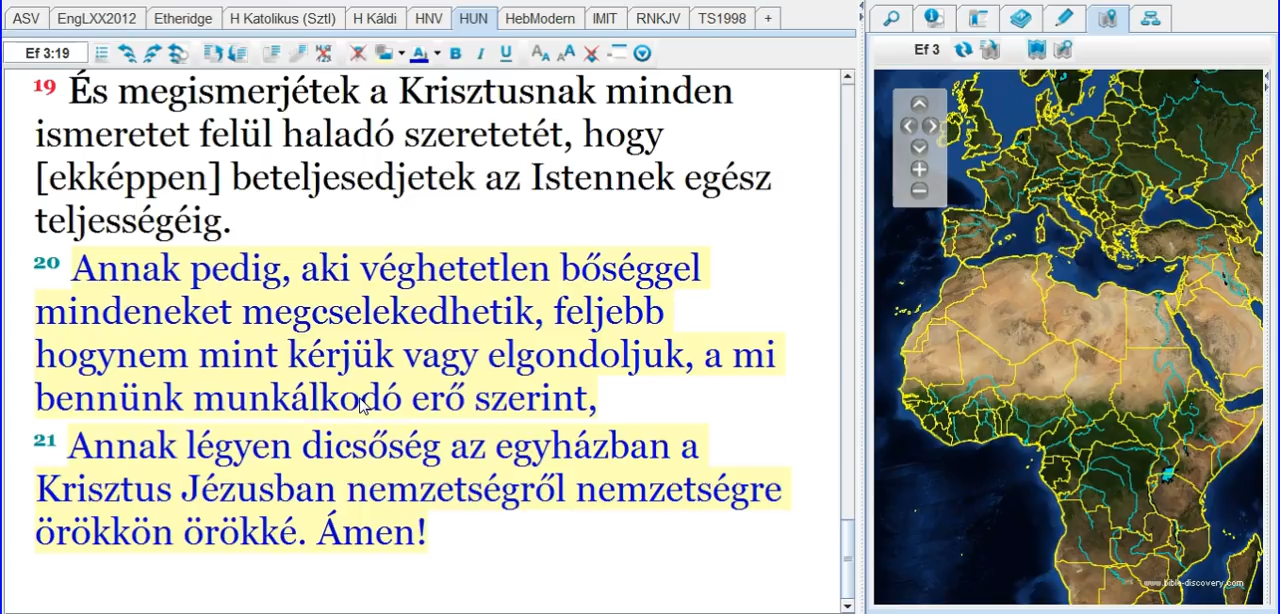 ASV EngLXX2012 Etheridge H Katolikus (Sztl) H Káldi HNV HUN HebModern IMIT RNKJV TS1998 +
Ef 3:19
Ef 3
19 És megismerjétek a Krisztusnak minden
ismeretet felül haladó szeretetét, hogy
[ekképpen] beteljesedjetek az Istennek egész
teljességéig.
20 Annak pedig, aki véghetetlen bőséggel
mindeneket megcselekedhetik, feljebb
hogynem mint kérjük vagy elgondoljuk, a mi
bennünk munkálkodó erő szerint,
21 Annak légyen dicsőség az egyházban a
Krisztus Jézusban nemzetségről nemzetségre
örökkön örökké. Ámen!
www.bible-discovery.com